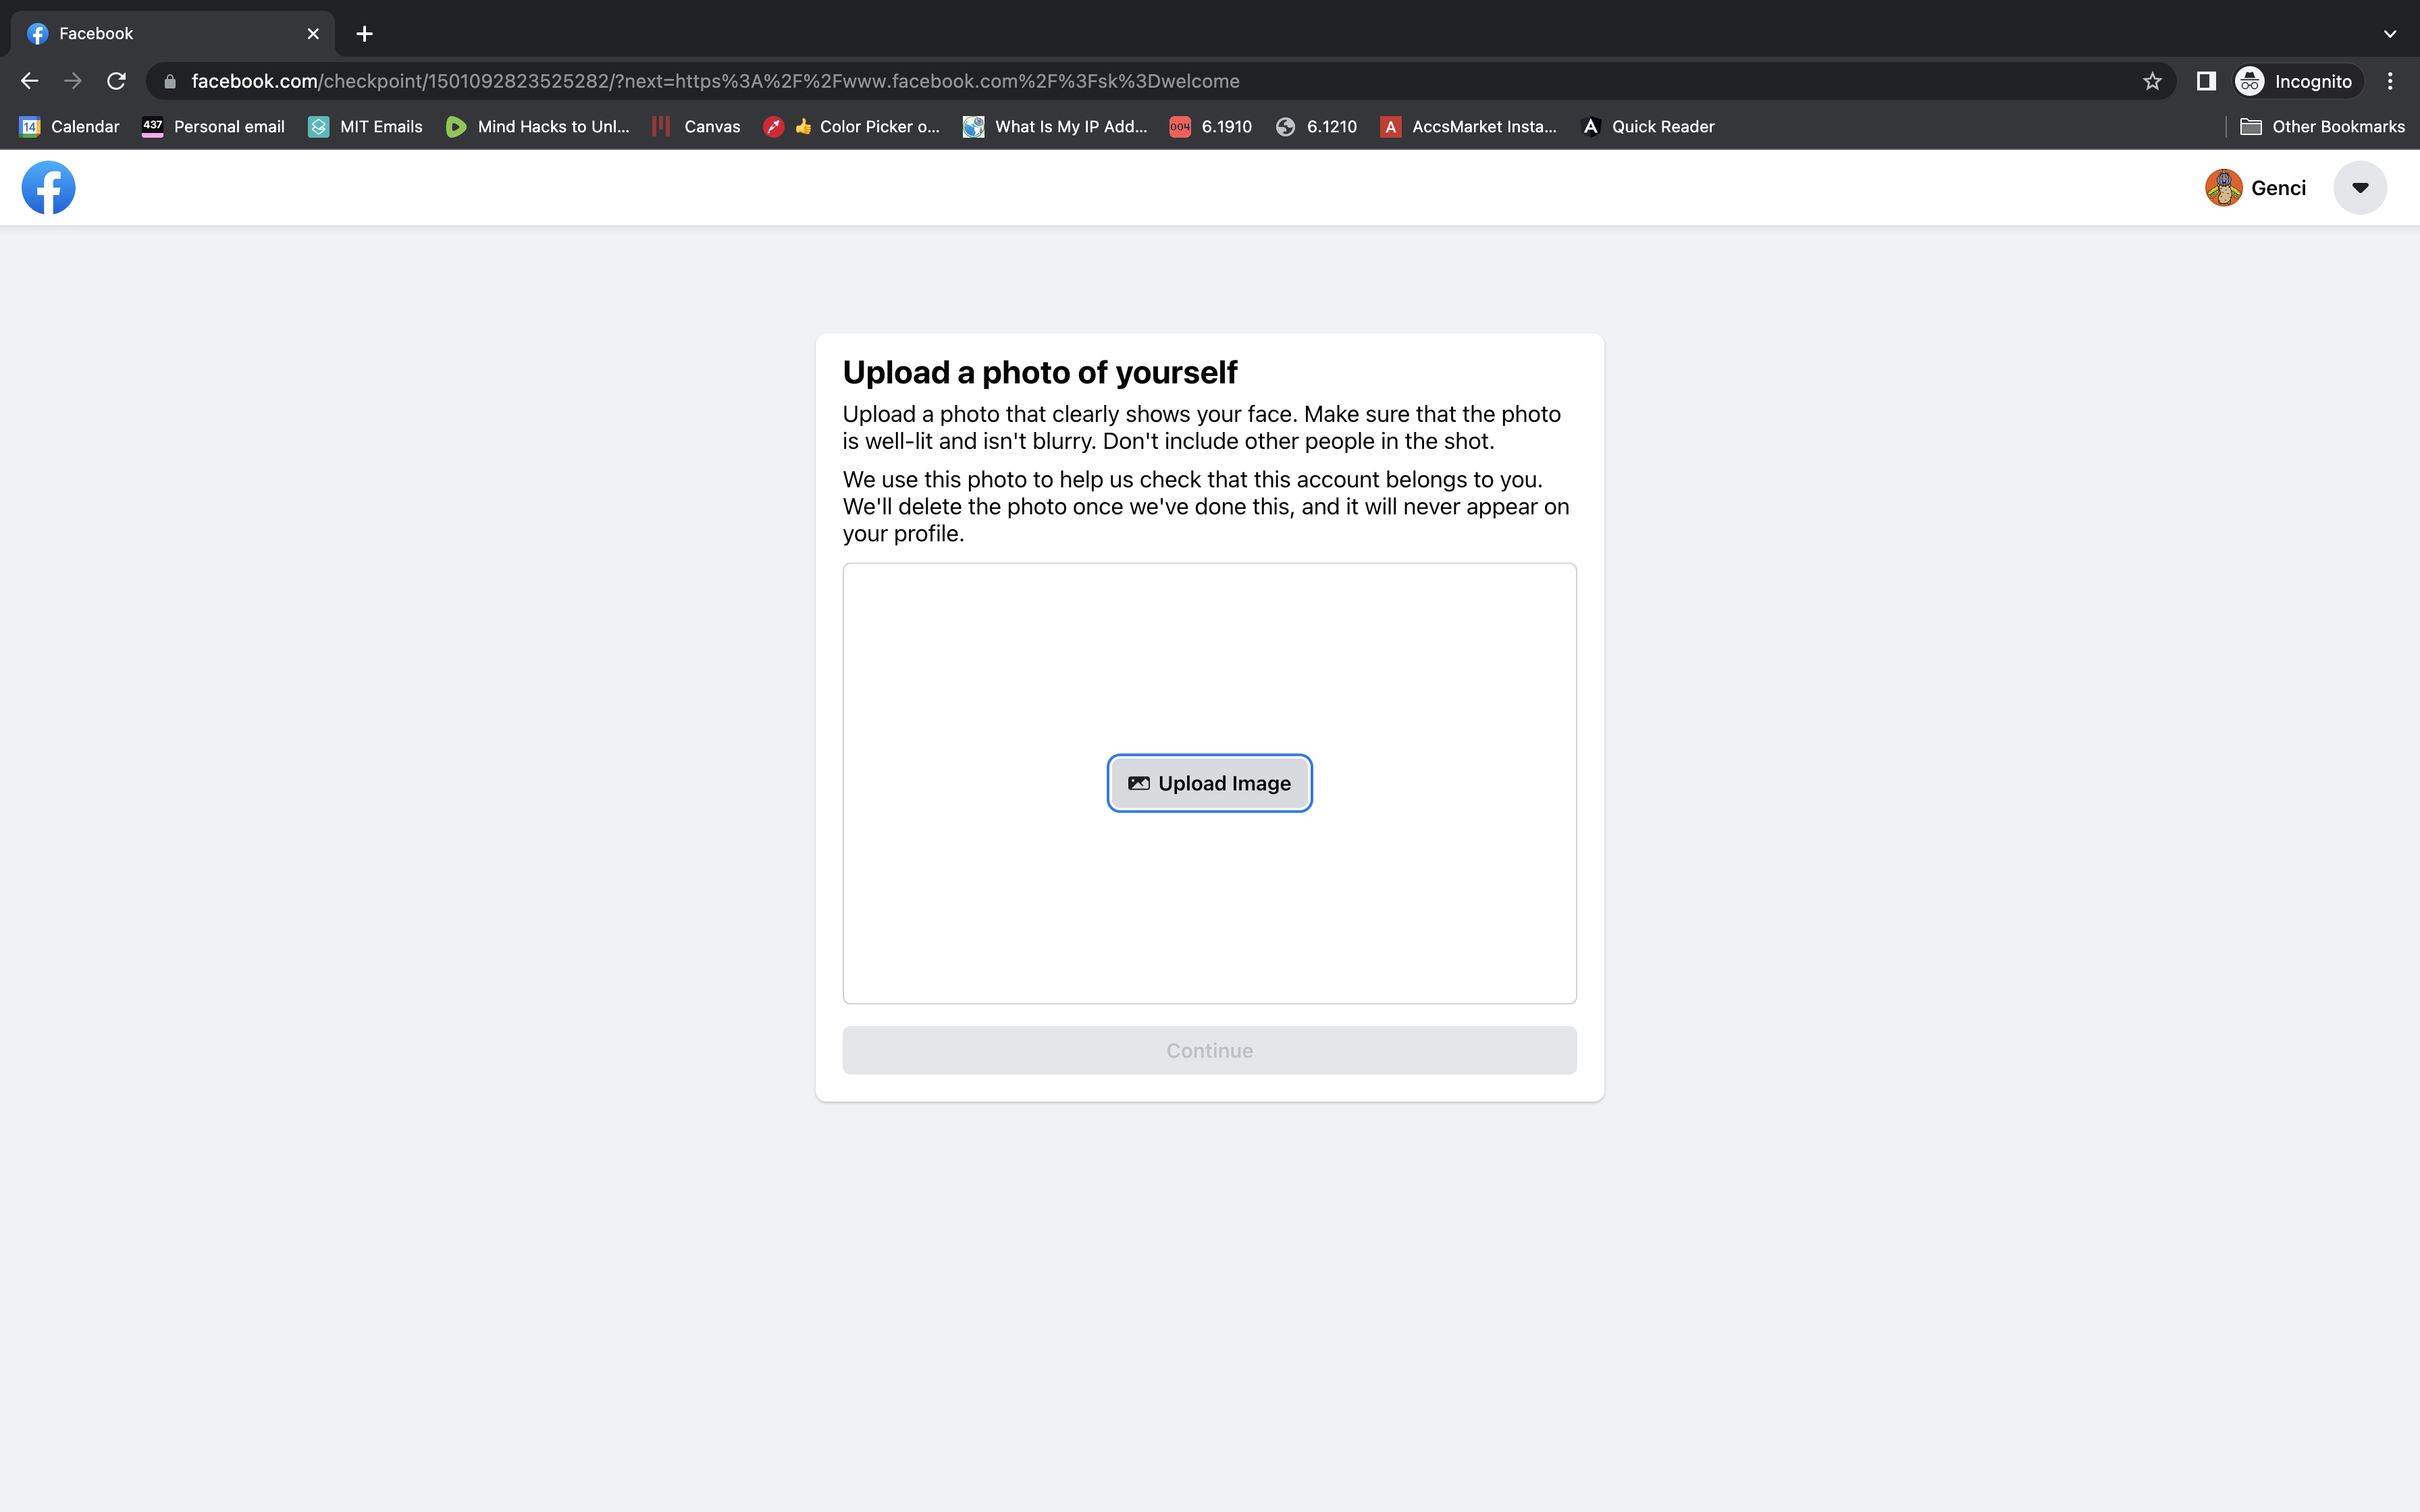 Facebook
facebook.com/checkpoint/1501092823525282/?next=https%3A%2F%2Fwww.facebook.com%2F%3Fsk%3Dwelcome
Incognito
14 Calendar 437 Personal email MIT Emails Mind Hacks to Unl... Canvas 👍 Color Picker o... What Is My IP Add... 004 6.1910 6.1210 A AccsMarket Insta... Quick Reader Other Bookmarks
Genci
Upload a photo of yourself
Upload a photo that clearly shows your face. Make sure that the photo
is well-lit and isn't blurry. Don't include other people in the shot.
We use this photo to help us check that this account belongs to you.
We'll delete the photo once we've done this, and it will never appear on
your profile.
Upload Image
Continue